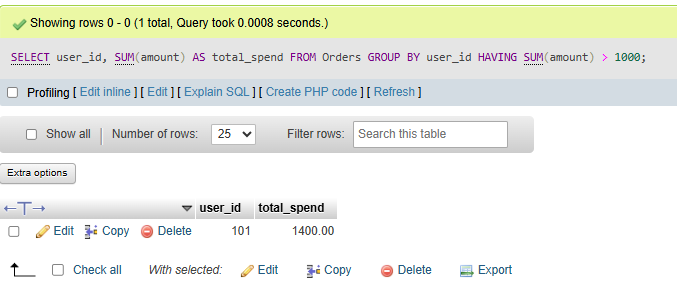 Showing rows 0 - 0 (1 total, Query took 0.0008 seconds.)
SELECT user_id, SUM(amount) AS total_spend FROM Orders GROUP BY user_id HAVING SUM(amount) > 1000;
Profiling [ Edit inline ] [ Edit ] [ Explain SQL ] [ Create PHP code ] [ Refresh ]
Show all | Number of rows: 25 Filter rows: Search this table
Extra options
←T→ user_id total_spend
Edit Copy Delete 101 1400.00
Check all With selected: Edit Copy Delete Export